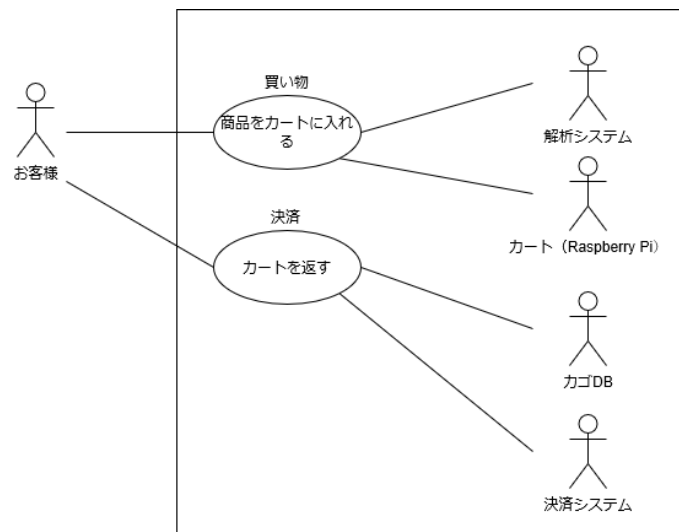 買い物
商品をカートに入れ
る
解析システム
お客様
カート（Raspberry Pi）
決済
カートを返す
カゴDB
決済システム